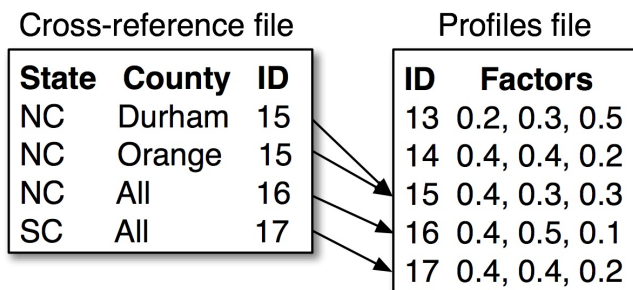 Cross-reference file
State County ID
NC Durham 15
NC Orange 15
NC All 16
SC All 17
Profiles file
ID Factors
13 0.2, 0.3, 0.5
14 0.4, 0.4, 0.2
15 0.4, 0.3, 0.3
16 0.4, 0.5, 0.1
17 0.4, 0.4, 0.2